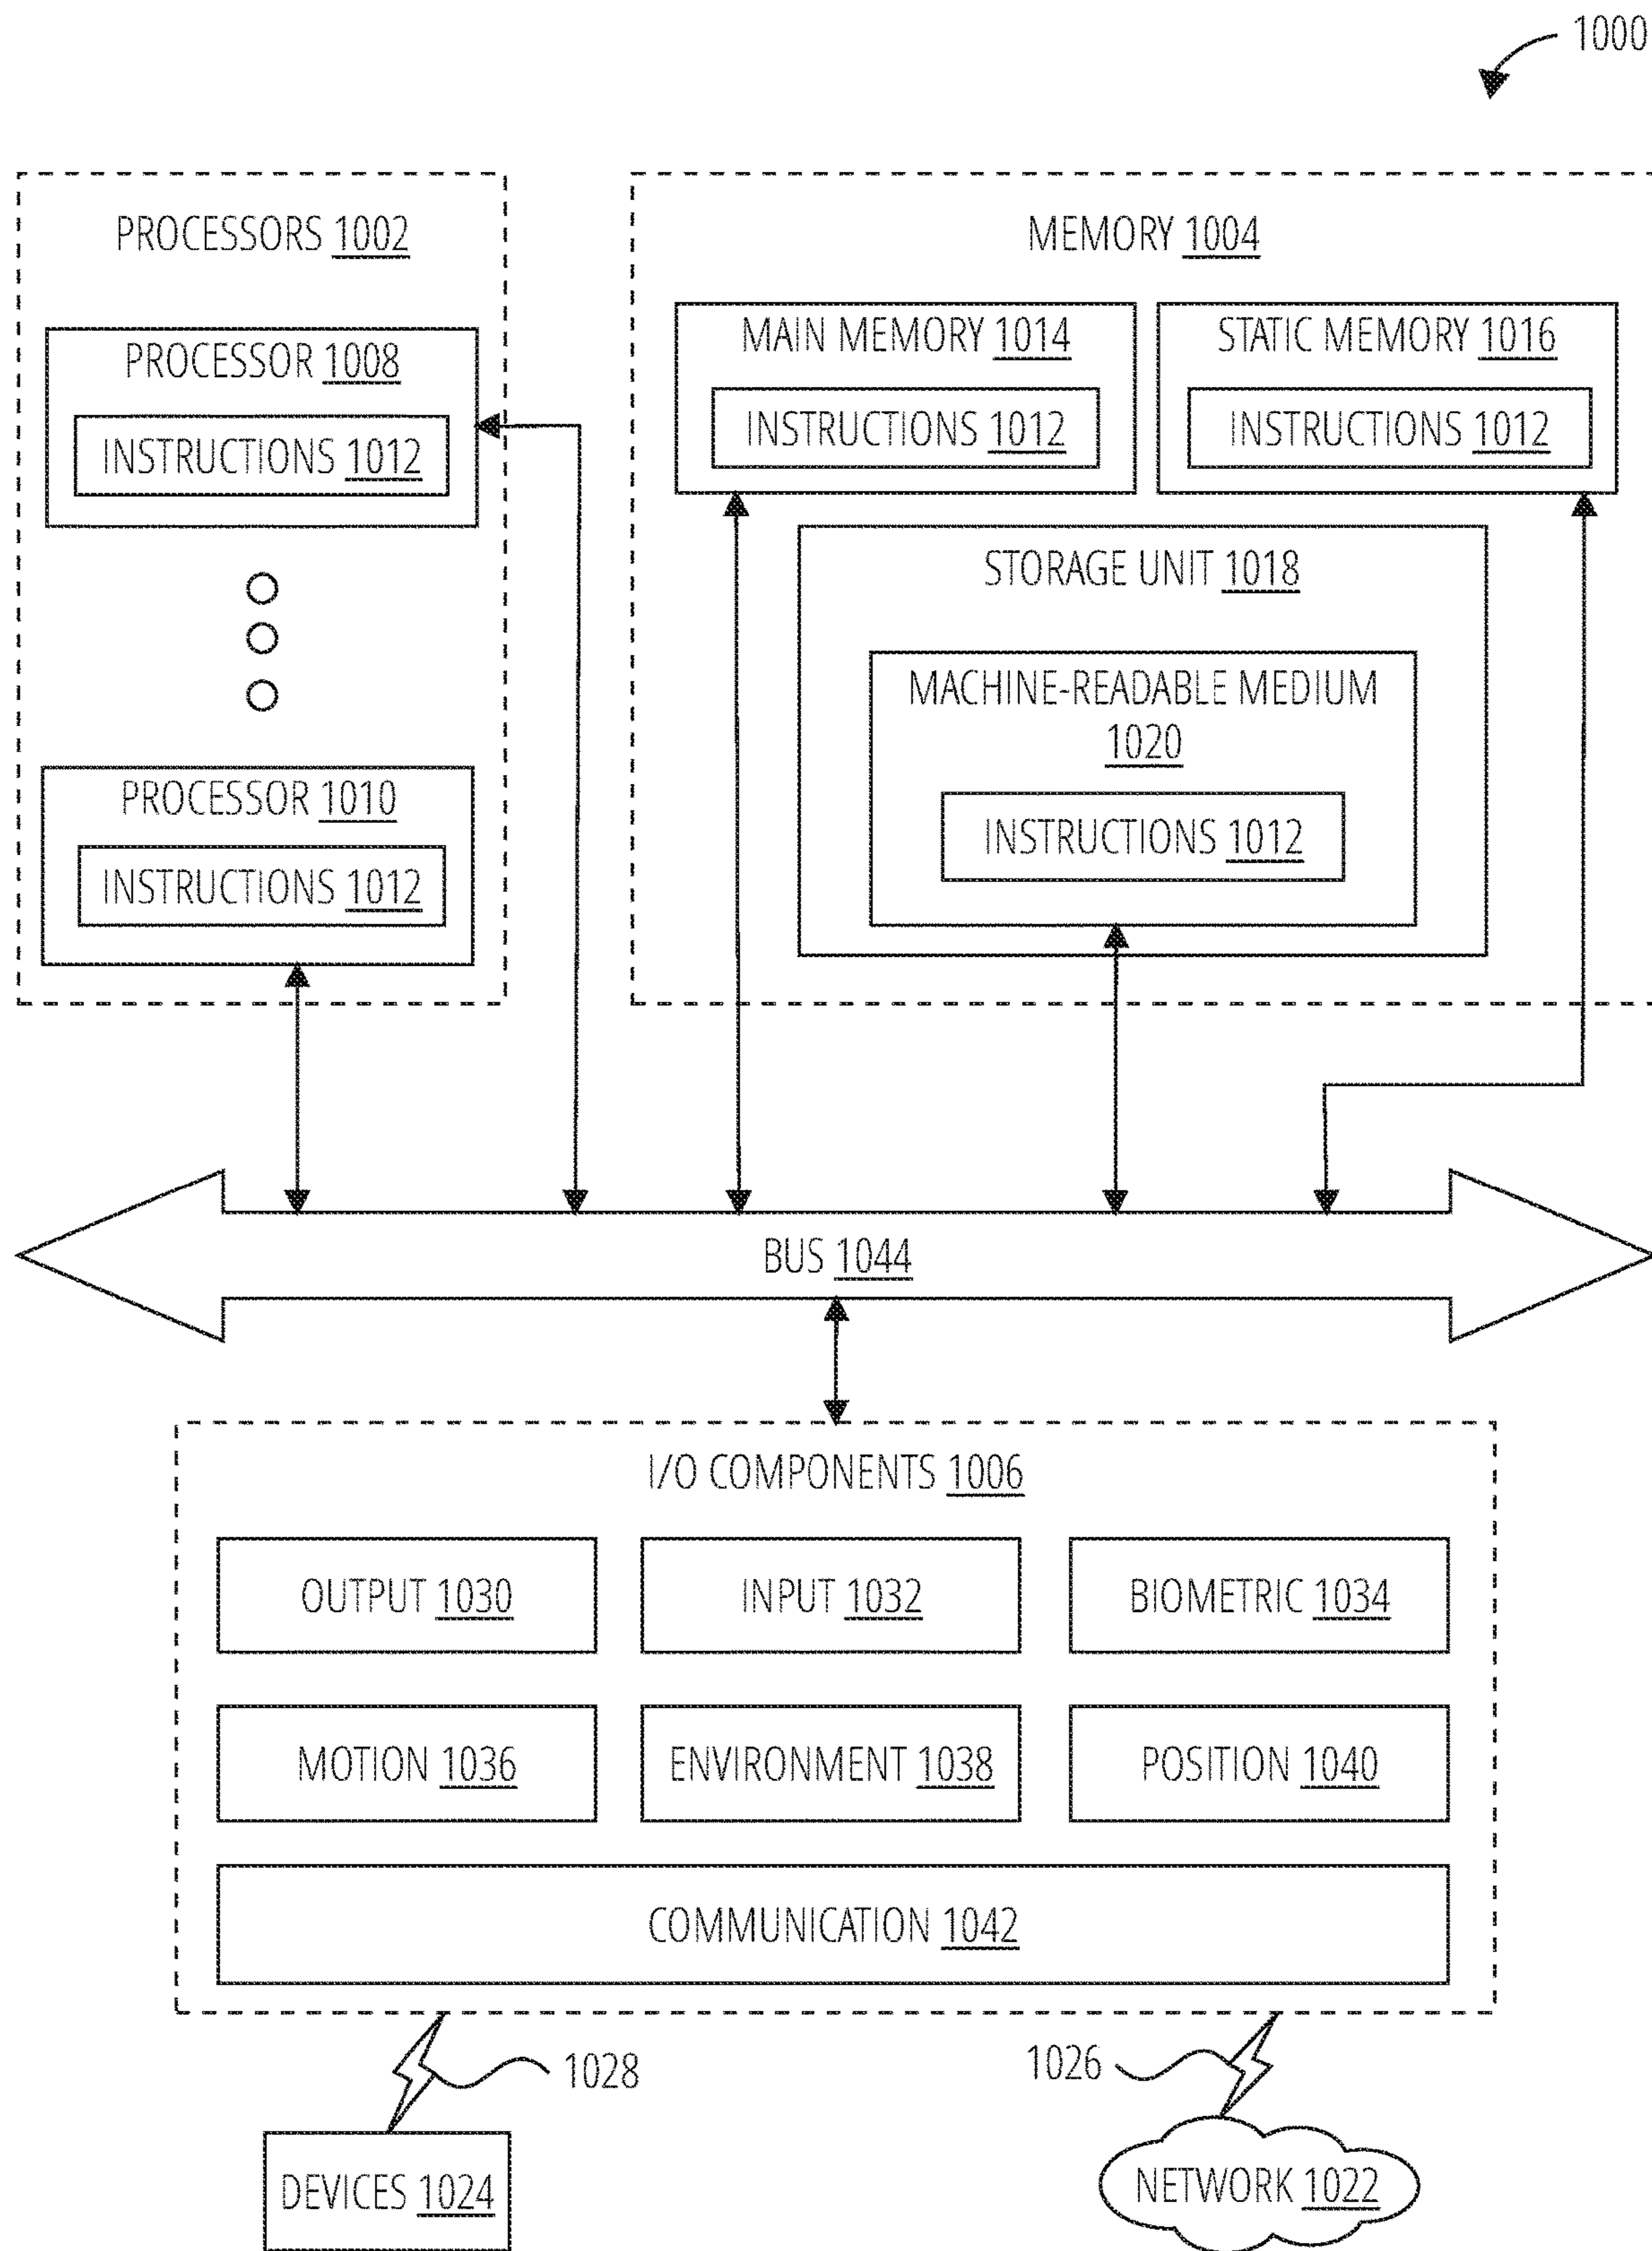 1000
PROCESSORS 1002
PROCESSOR 1008
INSTRUCTIONS 1012
PROCESSOR 1010
INSTRUCTIONS 1012
MEMORY 1004
MAIN MEMORY 1014
INSTRUCTIONS 1012
STATIC MEMORY 1016
INSTRUCTIONS 1012
STORAGE UNIT 1018
MACHINE-READABLE MEDIUM
1020
INSTRUCTIONS 1012
BUS 1044
I/O COMPONENTS 1006
OUTPUT 1030
INPUT 1032
BIOMETRIC 1034
MOTION 1036
ENVIRONMENT 1038
POSITION 1040
COMMUNICATION 1042
1028
1026
DEVICES 1024
NETWORK 1022